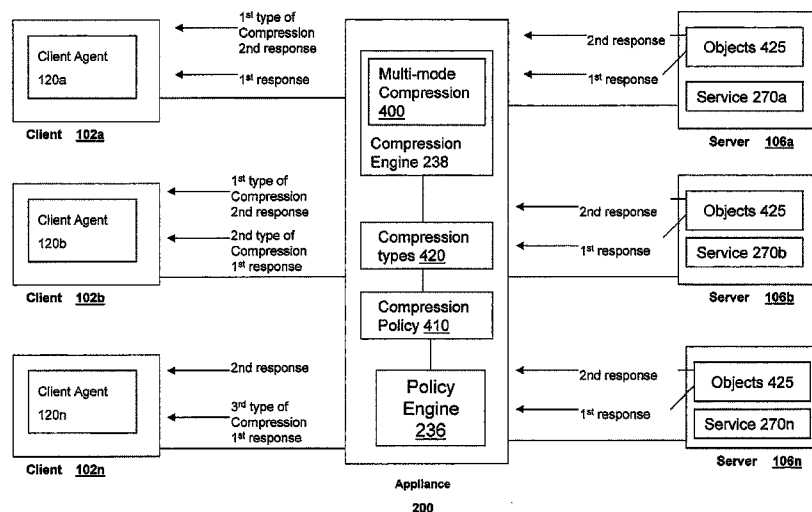 1st type of
Compression
2nd response
1st response
Client Agent
120a
Client 102a
1st type of
Compression
2nd response
2nd type of
Compression
1st response
Client Agent
120b
Client 102b
2nd response
3rd type of
Compression
1st response
Client Agent
120n
Client 102n
Multi-mode
Compression
400
Compression
Engine 238
Compression
types 420
Compression
Policy 410
Policy
Engine
236
Appliance
200
2nd response
1st response
Objects 425
Service 270a
Server 106a
2nd response
1st response
Objects 425
Service 270b
Server 106b
2nd response
1st response
Objects 425
Service 270n
Server 106n